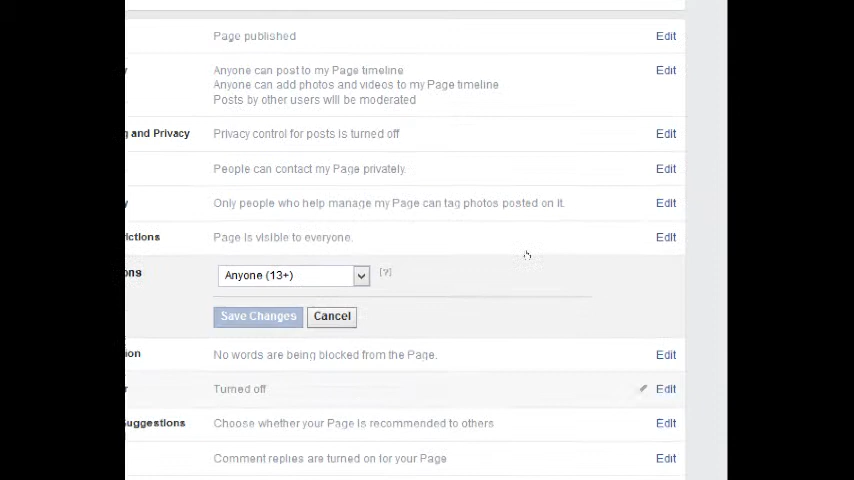 Page published Edit
y Anyone can post to my Page timeline Edit
Anyone can add photos and videos to my Page timeline
Posts by other users will be moderated
g and Privacy Privacy control for posts is turned off Edit
People can contact my Page privately. Edit
y Only people who help manage my Page can tag photos posted on it. Edit
ictions Page is visible to everyone. Edit
ons Anyone (13+) [?]
Save Changes Cancel
ion No words are being blocked from the Page. Edit
r Turned off Edit
Suggestions Choose whether your Page is recommended to others Edit
Comment replies are turned on for your Page Edit